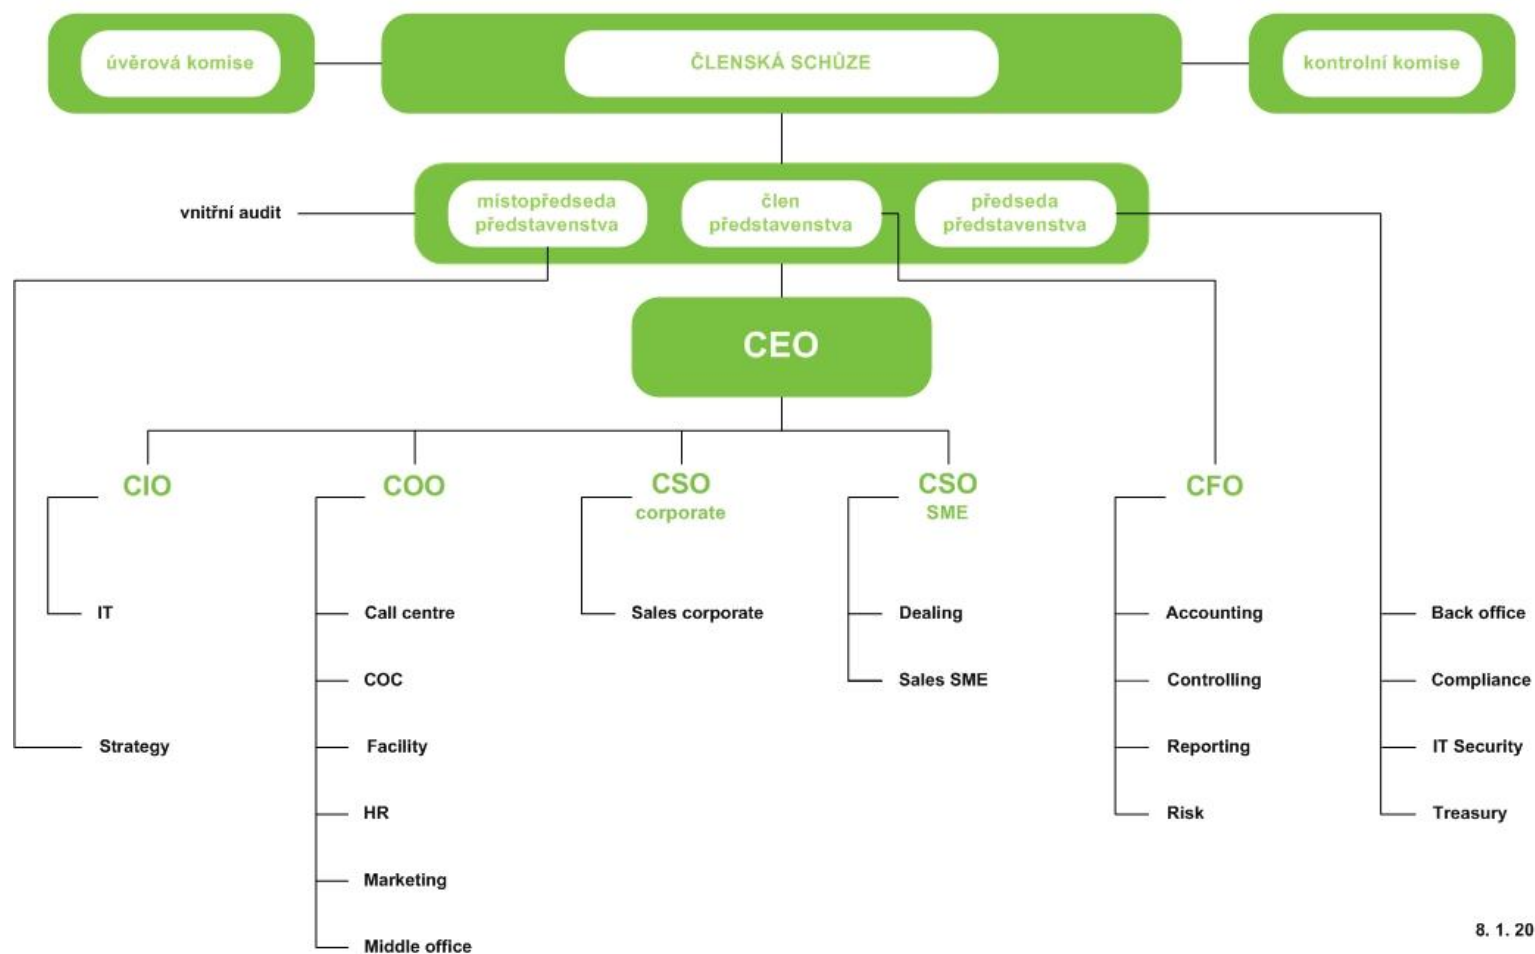 úvěrová komise
ČLENSKÁ SCHŮZE
kontrolní komise
vnitřní audit
místopředseda
představenstva
člen
představenstva
předseda
představenstva
CEO
CIO
COO
CSO
corporate
CSO
SME
CFO
IT
Call centre
Sales corporate
Dealing
Accounting
Back office
COC
Sales SME
Controlling
Compliance
Strategy
Facility
Reporting
IT Security
HR
Risk
Treasury
Marketing
Middle office
8. 1. 20